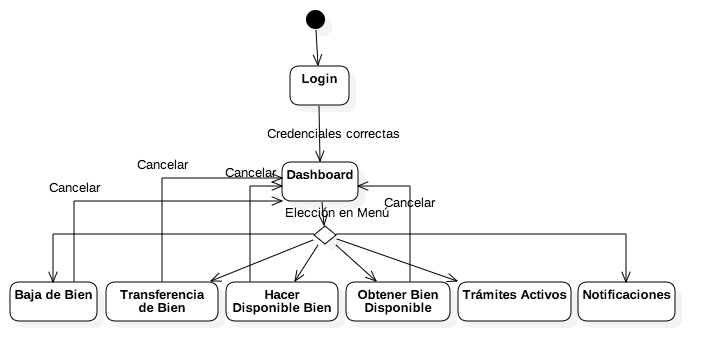 Login
Credenciales correctas
Cancelar
Cancelar
Dashboard
Cancelar
Cancelar
Elección en Menú
Baja de Bien
Transferencia
de Bien
Hacer
Disponible Bien
Obtener Bien
Disponible
Trámites Activos
Notificaciones